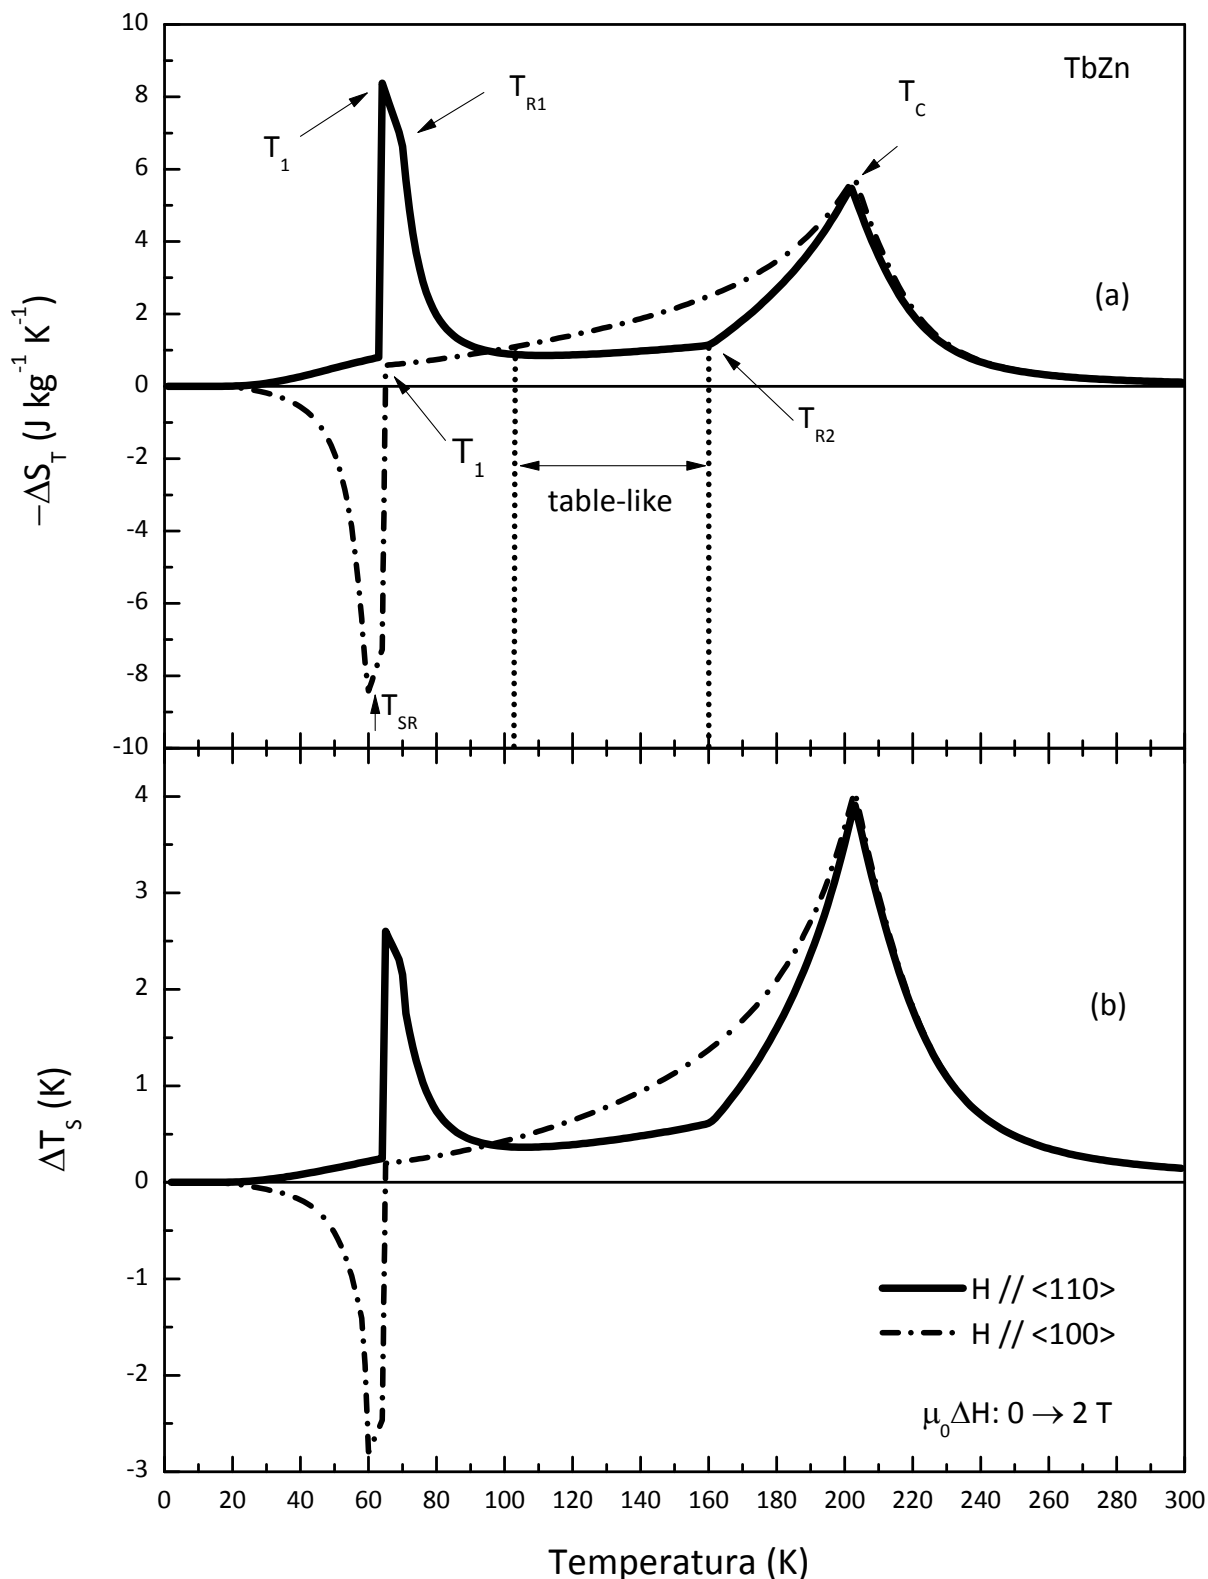 TbZn
T1
TR1
TC
(a)
T1
TR2
table-like
TSR
−ΔST (J kg-1 K-1)
10
8
6
4
2
0
-2
-4
-6
-8
-10
(b)
ΔTS (K)
4
3
2
1
0
-1
-2
-3
H // <110>
H // <100>
μ0ΔH: 0 → 2 T
0 20 40 60 80 100 120 140 160 180 200 220 240 260 280 300
Temperatura (K)